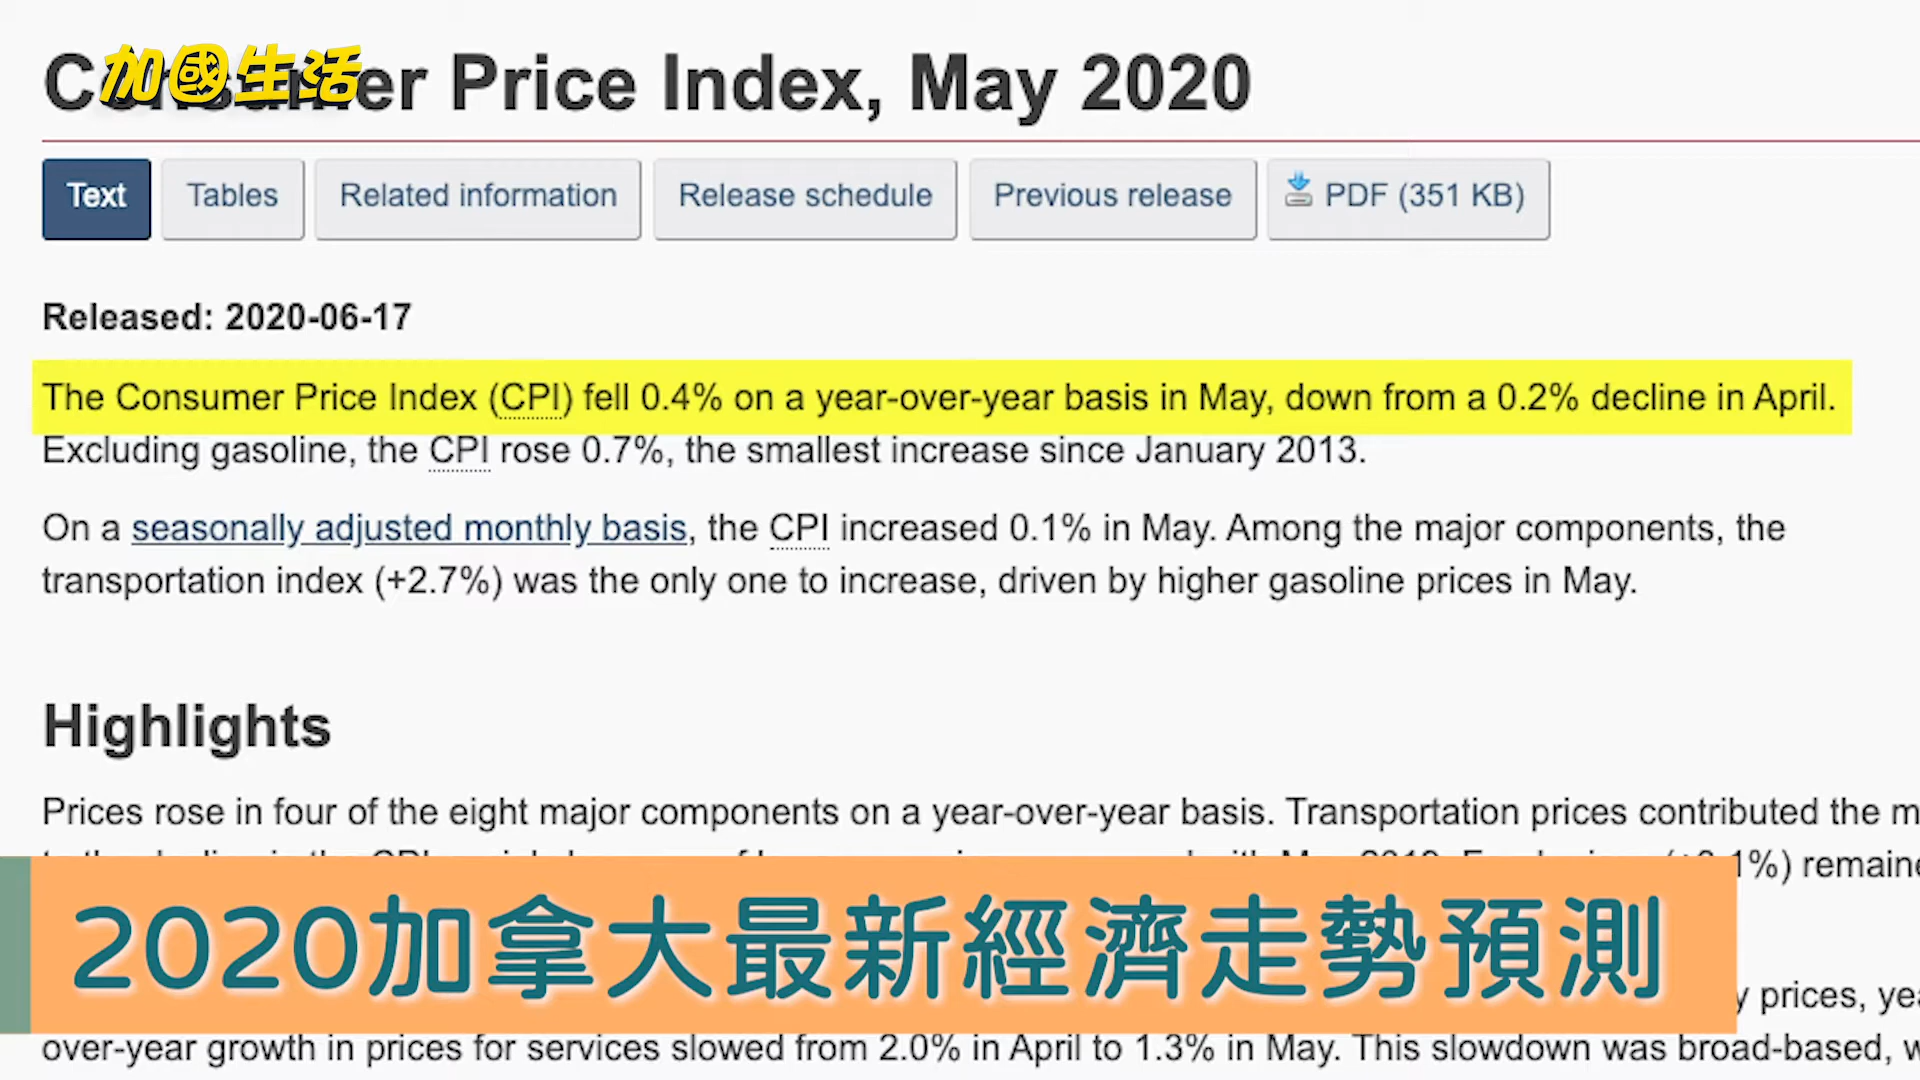 加國生活
Consumer Price Index, May 2020
Text Tables Related information Release schedule Previous release PDF (351 KB)
Released: 2020-06-17
The Consumer Price Index (CPI) fell 0.4% on a year-over-year basis in May, down from a 0.2% decline in April.
Excluding gasoline, the CPI rose 0.7%, the smallest increase since January 2013.
On a seasonally adjusted monthly basis, the CPI increased 0.1% in May. Among the major components, the
transportation index (+2.7%) was the only one to increase, driven by higher gasoline prices in May.
Highlights
Prices rose in four of the eight major components on a year-over-year basis. Transportation prices contributed the m
1%) remaine
2020加拿大最新經濟走勢預測
y prices, yea
over-year growth in prices for services slowed from 2.0% in April to 1.3% in May. This slowdown was broad-based, w